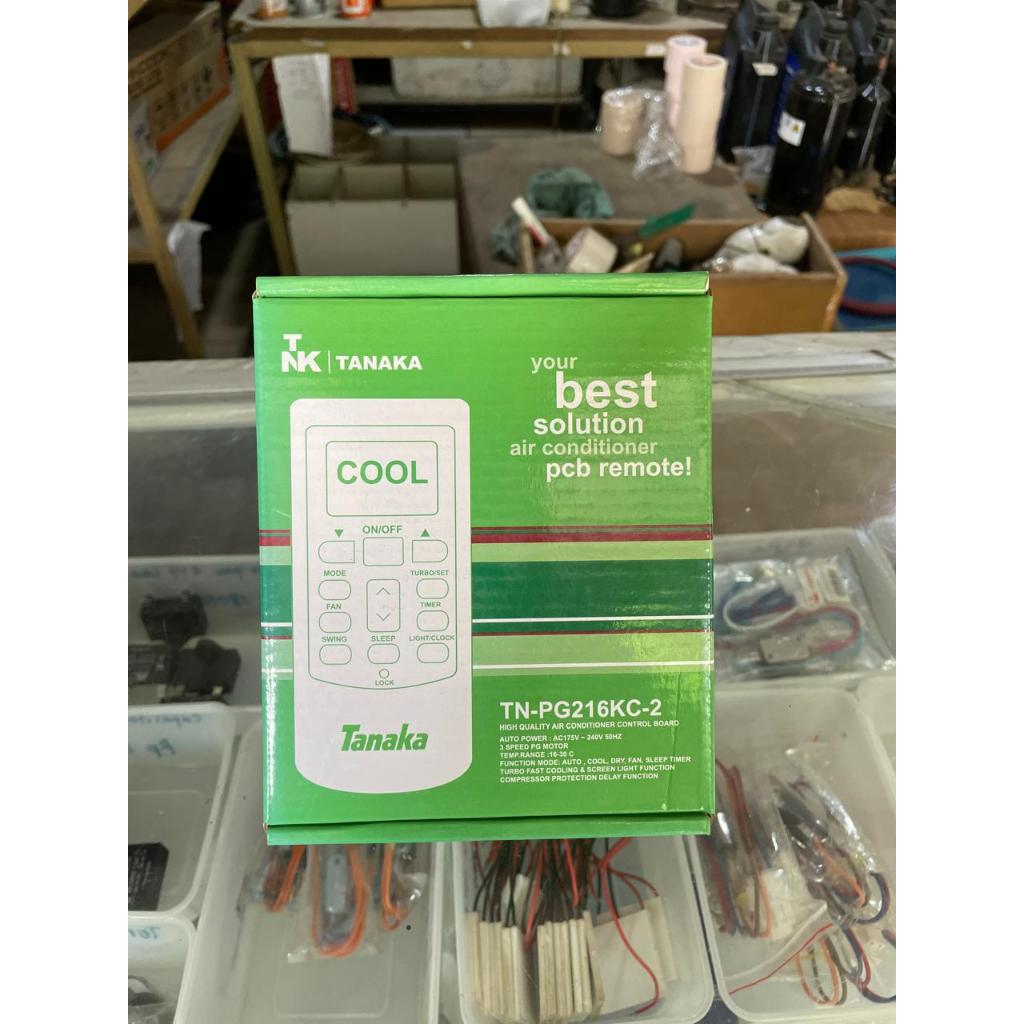 TNK | TANAKA
your
best
solution
air conditioner
pcb remote!
COOL
ON/OFF
▼ ▲
MODE TURBO/SET
FAN TIMER
SWING SLEEP LIGHT/CLOCK
LOCK
Tanaka
TN-PG216KC-2
HIGH QUALITY AIR CONDITIONER CONTROL BOARD
AUTO POWER : AC175V ~ 240V 50HZ
3 SPEED PG MOTOR
TEMP.RANGE :16-30 C
FUNCTION MODE: AUTO , COOL, DRY, FAN, SLEEP TIMER
TURBO FAST COOLING & SCREEN LIGHT FUNCTION
COMPRESSOR PROTECTION DELAY FUNCTION